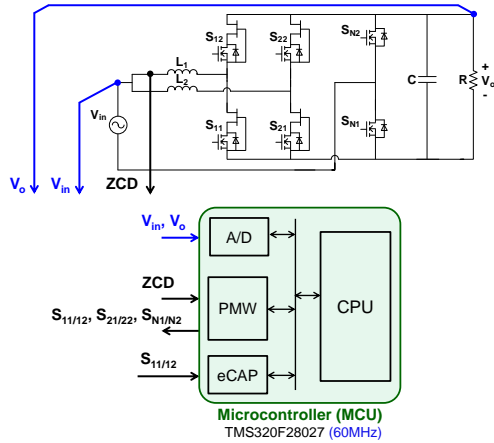 S12
S22
SN2
L1
L2
C
R
+
Vo
-
Vin
S11
S21
SN1
Vo
Vin
ZCD
Vin, Vo
A/D
ZCD
PMW
CPU
S11/12, S21/22, SN1/N2
S11/12
eCAP
Microcontroller (MCU)
TMS320F28027 (60MHz)